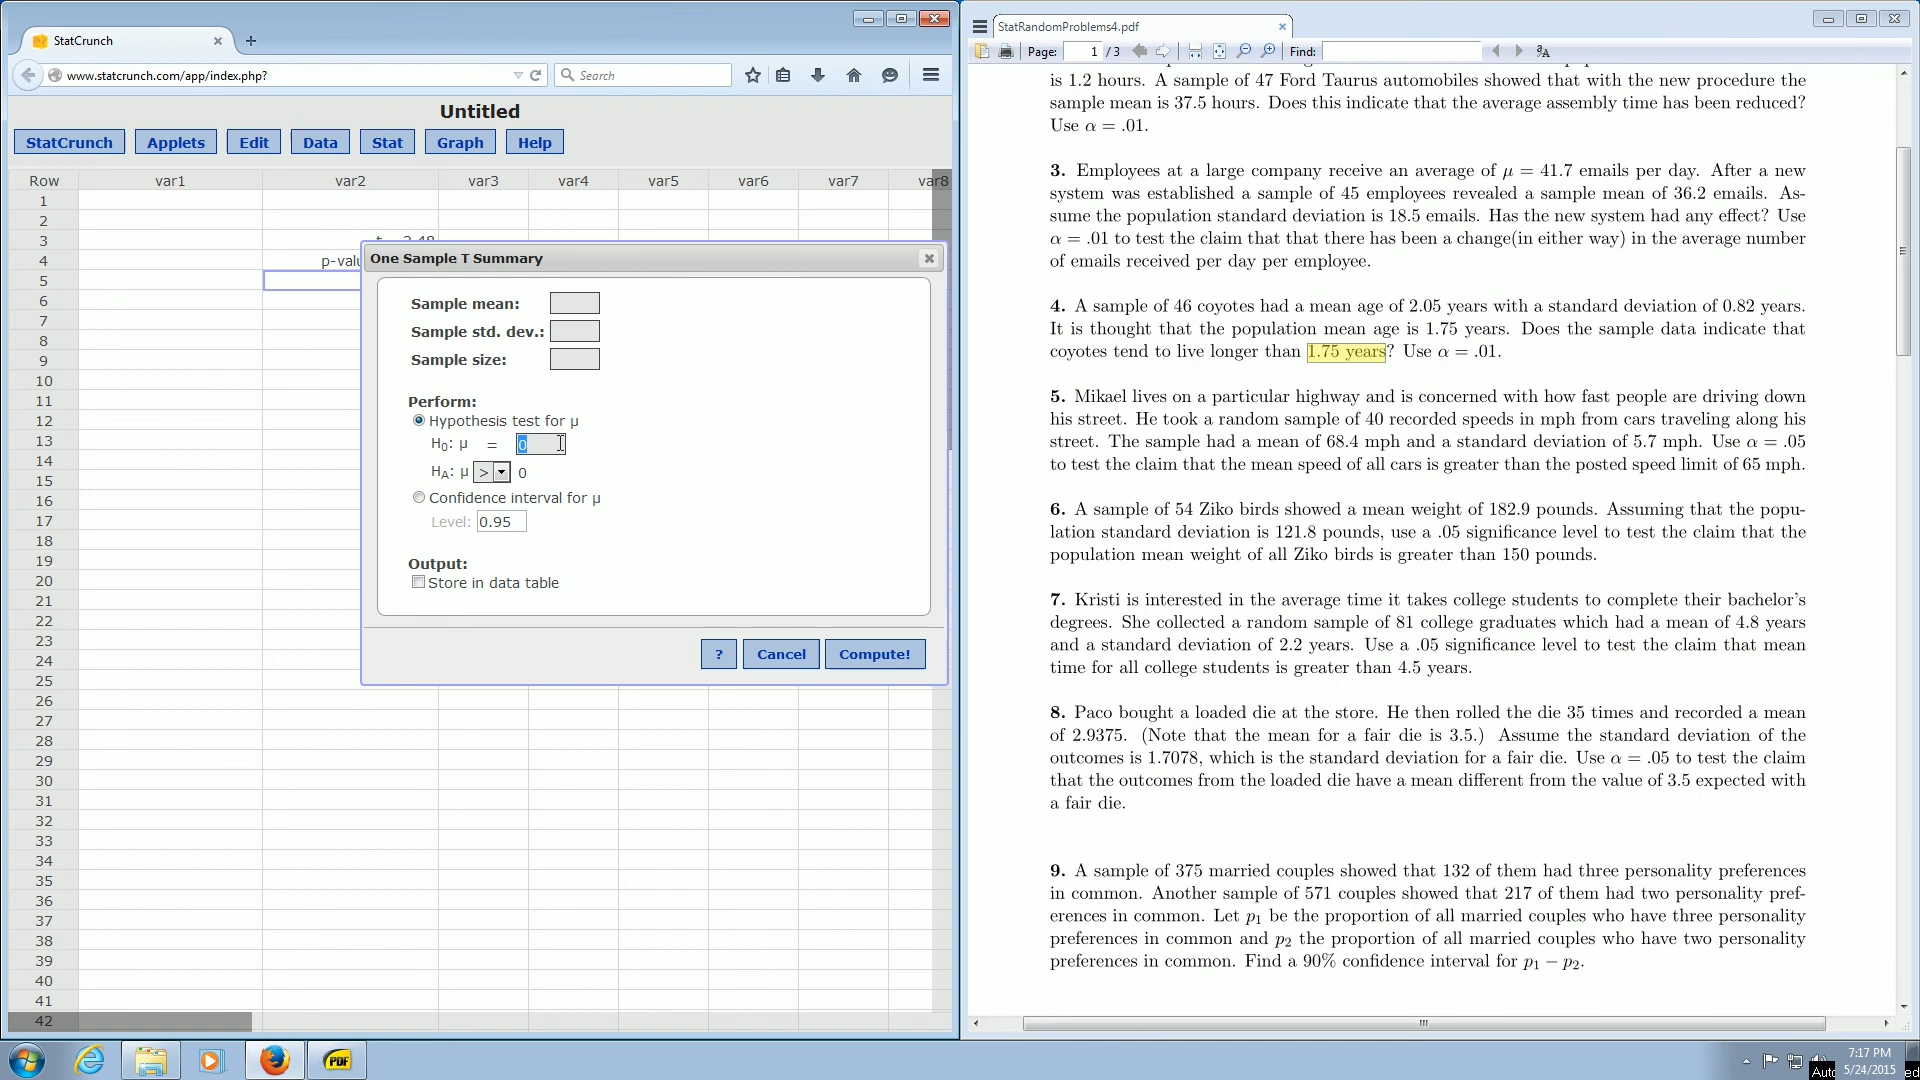 StatCrunch
www.statcrunch.com/app/index.php?
Search
Untitled
StatCrunch Applets Edit Data Stat Graph Help
Row var1 var2 var3 var4 var5 var6 var7 var8
1
2
3
4 p-valu
5
6
7
8
9
10
11
12
13
14
15
16
17
18
19
20
21
22
23
24
25
26
27
28
29
30
31
32
33
34
35
36
37
38
39
40
41
42
One Sample T Summary
Sample mean:
Sample std. dev.:
Sample size:
Perform:
Hypothesis test for μ
H0: μ = 0
HA: μ > 0
Confidence interval for μ
Level: 0.95
Output:
Store in data table
? Cancel Compute!
StatRandomProblems4.pdf
Page: 1 / 3 Find:
is 1.2 hours. A sample of 47 Ford Taurus automobiles showed that with the new procedure the
sample mean is 37.5 hours. Does this indicate that the average assembly time has been reduced?
Use α = .01.
3. Employees at a large company receive an average of μ = 41.7 emails per day. After a new
system was established a sample of 45 employees revealed a sample mean of 36.2 emails. As-
sume the population standard deviation is 18.5 emails. Has the new system had any effect? Use
α = .01 to test the claim that that there has been a change(in either way) in the average number
of emails received per day per employee.
4. A sample of 46 coyotes had a mean age of 2.05 years with a standard deviation of 0.82 years.
It is thought that the population mean age is 1.75 years. Does the sample data indicate that
coyotes tend to live longer than 1.75 years? Use α = .01.
5. Mikael lives on a particular highway and is concerned with how fast people are driving down
his street. He took a random sample of 40 recorded speeds in mph from cars traveling along his
street. The sample had a mean of 68.4 mph and a standard deviation of 5.7 mph. Use α = .05
to test the claim that the mean speed of all cars is greater than the posted speed limit of 65 mph.
6. A sample of 54 Ziko birds showed a mean weight of 182.9 pounds. Assuming that the popu-
lation standard deviation is 121.8 pounds, use a .05 significance level to test the claim that the
population mean weight of all Ziko birds is greater than 150 pounds.
7. Kristi is interested in the average time it takes college students to complete their bachelor's
degrees. She collected a random sample of 81 college graduates which had a mean of 4.8 years
and a standard deviation of 2.2 years. Use a .05 significance level to test the claim that mean
time for all college students is greater than 4.5 years.
8. Paco bought a loaded die at the store. He then rolled the die 35 times and recorded a mean
of 2.9375. (Note that the mean for a fair die is 3.5.) Assume the standard deviation of the
outcomes is 1.7078, which is the standard deviation for a fair die. Use α = .05 to test the claim
that the outcomes from the loaded die have a mean different from the value of 3.5 expected with
a fair die.
9. A sample of 375 married couples showed that 132 of them had three personality preferences
in common. Another sample of 571 couples showed that 217 of them had two personality pref-
erences in common. Let p1 be the proportion of all married couples who have three personality
preferences in common and p2 the proportion of all married couples who have two personality
preferences in common. Find a 90% confidence interval for p1 − p2.
PDF
7:17 PM
5/24/2015